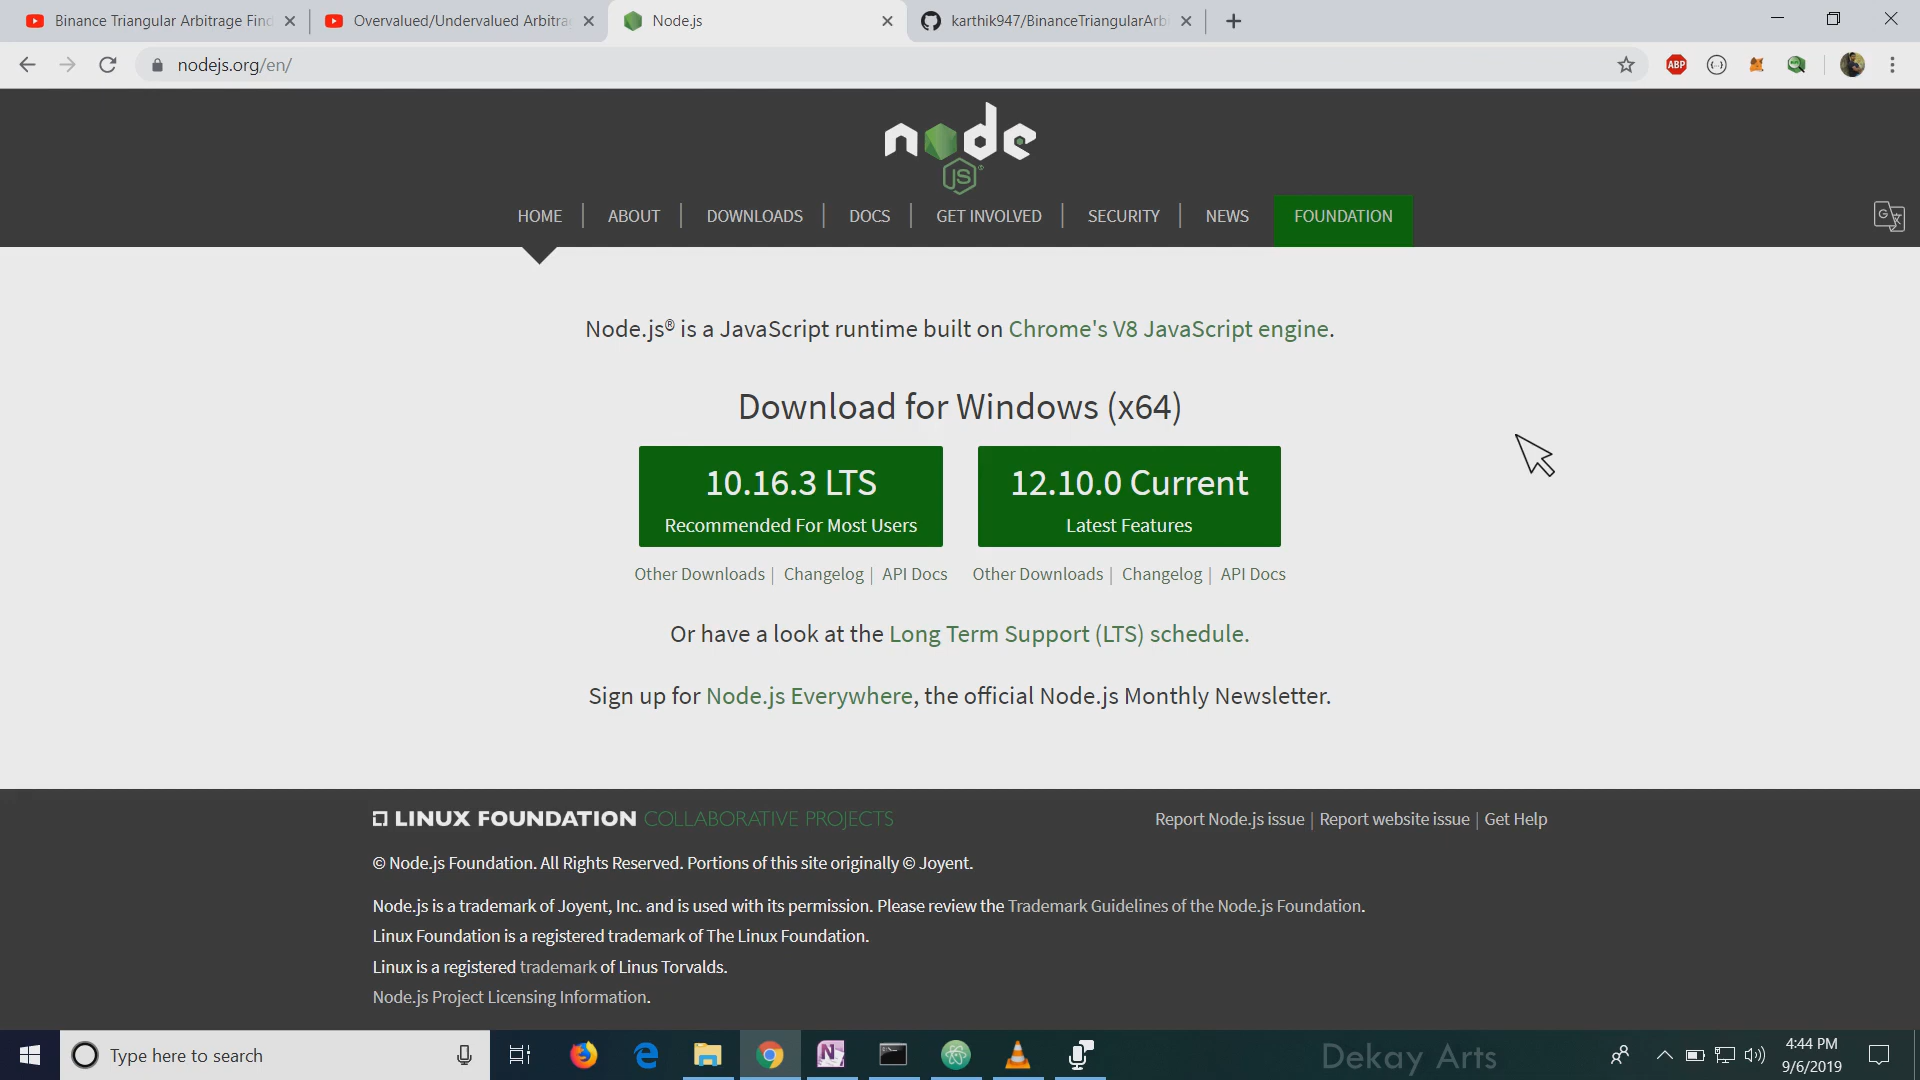 Binance Triangular Arbitrage Find
Overvalued/Undervalued Arbitra
Node.js
karthik947/BinanceTriangularArbi
nodejs.org/en/
ABP
node
JS
HOME | ABOUT | DOWNLOADS | DOCS | GET INVOLVED | SECURITY | NEWS FOUNDATION
Node.js® is a JavaScript runtime built on Chrome's V8 JavaScript engine.
Download for Windows (x64)
10.16.3 LTS
Recommended For Most Users
12.10.0 Current
Latest Features
Other Downloads | Changelog | API Docs
Other Downloads | Changelog | API Docs
Or have a look at the Long Term Support (LTS) schedule.
Sign up for Node.js Everywhere, the official Node.js Monthly Newsletter.
LINUX FOUNDATION COLLABORATIVE PROJECTS
Report Node.js issue | Report website issue | Get Help
© Node.js Foundation. All Rights Reserved. Portions of this site originally © Joyent.
Node.js is a trademark of Joyent, Inc. and is used with its permission. Please review the Trademark Guidelines of the Node.js Foundation.
Linux Foundation is a registered trademark of The Linux Foundation.
Linux is a registered trademark of Linus Torvalds.
Node.js Project Licensing Information.
Type here to search
Dekay Arts
4:44 PM
9/6/2019